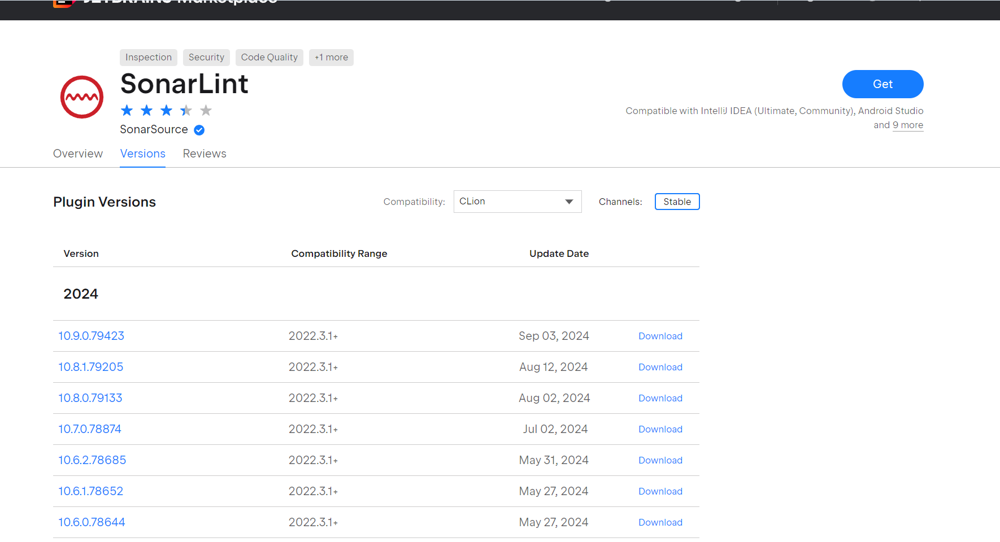 JETBRAINS Marketplace
Inspection Security Code Quality +1 more
SonarLint
Get
Compatible with IntelliJ IDEA (Ultimate, Community), Android Studio
and 9 more
SonarSource
Overview Versions Reviews
Plugin Versions
Compatibility: CLion Channels: Stable
Version Compatibility Range Update Date
2024
10.9.0.79423 2022.3.1+ Sep 03, 2024 Download
10.8.1.79205 2022.3.1+ Aug 12, 2024 Download
10.8.0.79133 2022.3.1+ Aug 02, 2024 Download
10.7.0.78874 2022.3.1+ Jul 02, 2024 Download
10.6.2.78685 2022.3.1+ May 31, 2024 Download
10.6.1.78652 2022.3.1+ May 27, 2024 Download
10.6.0.78644 2022.3.1+ May 27, 2024 Download